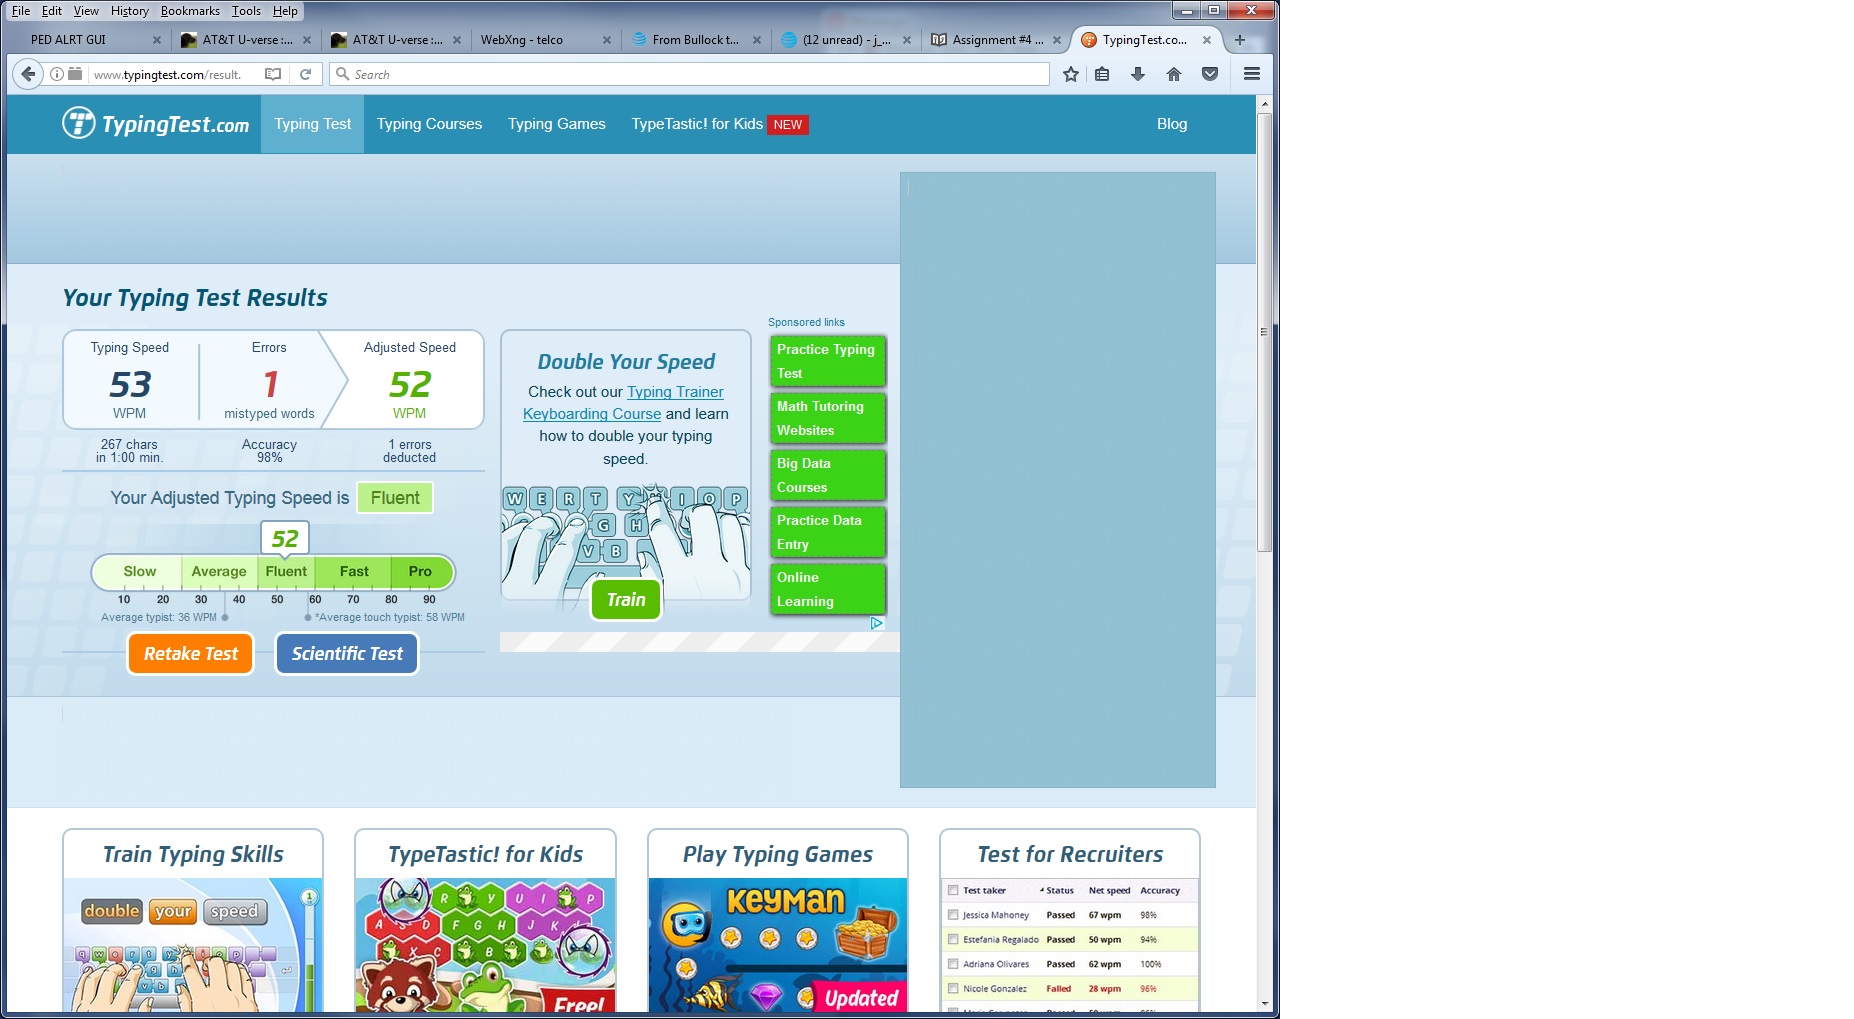 File Edit View History Bookmarks Tools Help
PED ALRT GUI
AT&T U-verse :...
AT&T U-verse :...
WebXng - telco
From Bullock t...
(12 unread) - j_...
Assignment #4 ...
TypingTest.co...
www.typingtest.com/result.
Search
TypingTest.com
Typing Test
Typing Courses
Typing Games
TypeTastic! for Kids NEW
Blog
Your Typing Test Results
Typing Speed
53
WPM
Errors
1
mistyped words
Adjusted Speed
52
WPM
267 chars
in 1:00 min.
Accuracy
98%
1 errors
deducted
Your Adjusted Typing Speed is Fluent
52
Slow Average Fluent Fast Pro
10 20 30 40 50 60 70 80 90
Average typist: 36 WPM
*Average touch typist: 58 WPM
Retake Test
Scientific Test
Double Your Speed
Check out our Typing Trainer
Keyboarding Course and learn
how to double your typing
speed.
W E R T Y I O P
G H
V B
Train
Sponsored links
Practice Typing
Test
Math Tutoring
Websites
Big Data
Courses
Practice Data
Entry
Online
Learning
Train Typing Skills
double your speed
1
TypeTastic! for Kids
R Y U I P
A S D F G H J K
X C B
Free!
Play Typing Games
KEYMAN
Updated
Test for Recruiters
Test taker Status Net speed Accuracy
Jessica Mahoney Passed 67 wpm 98%
Estefania Regalado Passed 50 wpm 94%
Adriana Olivares Passed 62 wpm 100%
Nicole Gonzalez Failed 28 wpm 96%